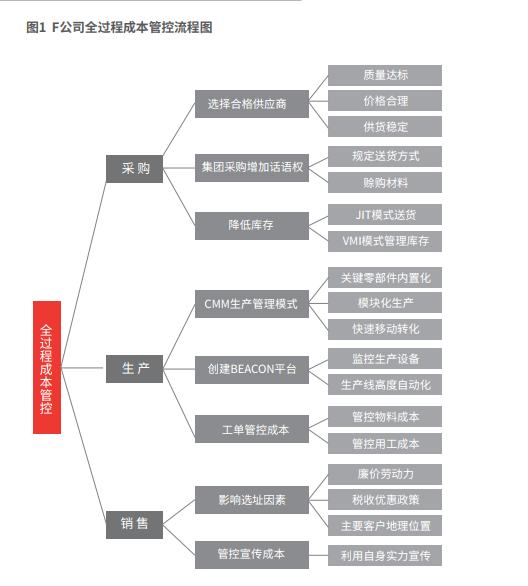 图1 F公司全过程成本管控流程图
全过程成本管控
采购
选择合格供应商
质量达标
价格合理
供货稳定
集团采购增加话语权
规定送货方式
赊购材料
降低库存
JIT模式送货
VMI模式管理库存
生产
CMM生产管理模式
关键零部件内置化
模块化生产
快速移动转化
创建BEACON平台
监控生产设备
生产线高度自动化
工单管控成本
管控物料成本
管控用工成本
销售
影响选址因素
廉价劳动力
税收优惠政策
主要客户地理位置
管控宣传成本
利用自身实力宣传